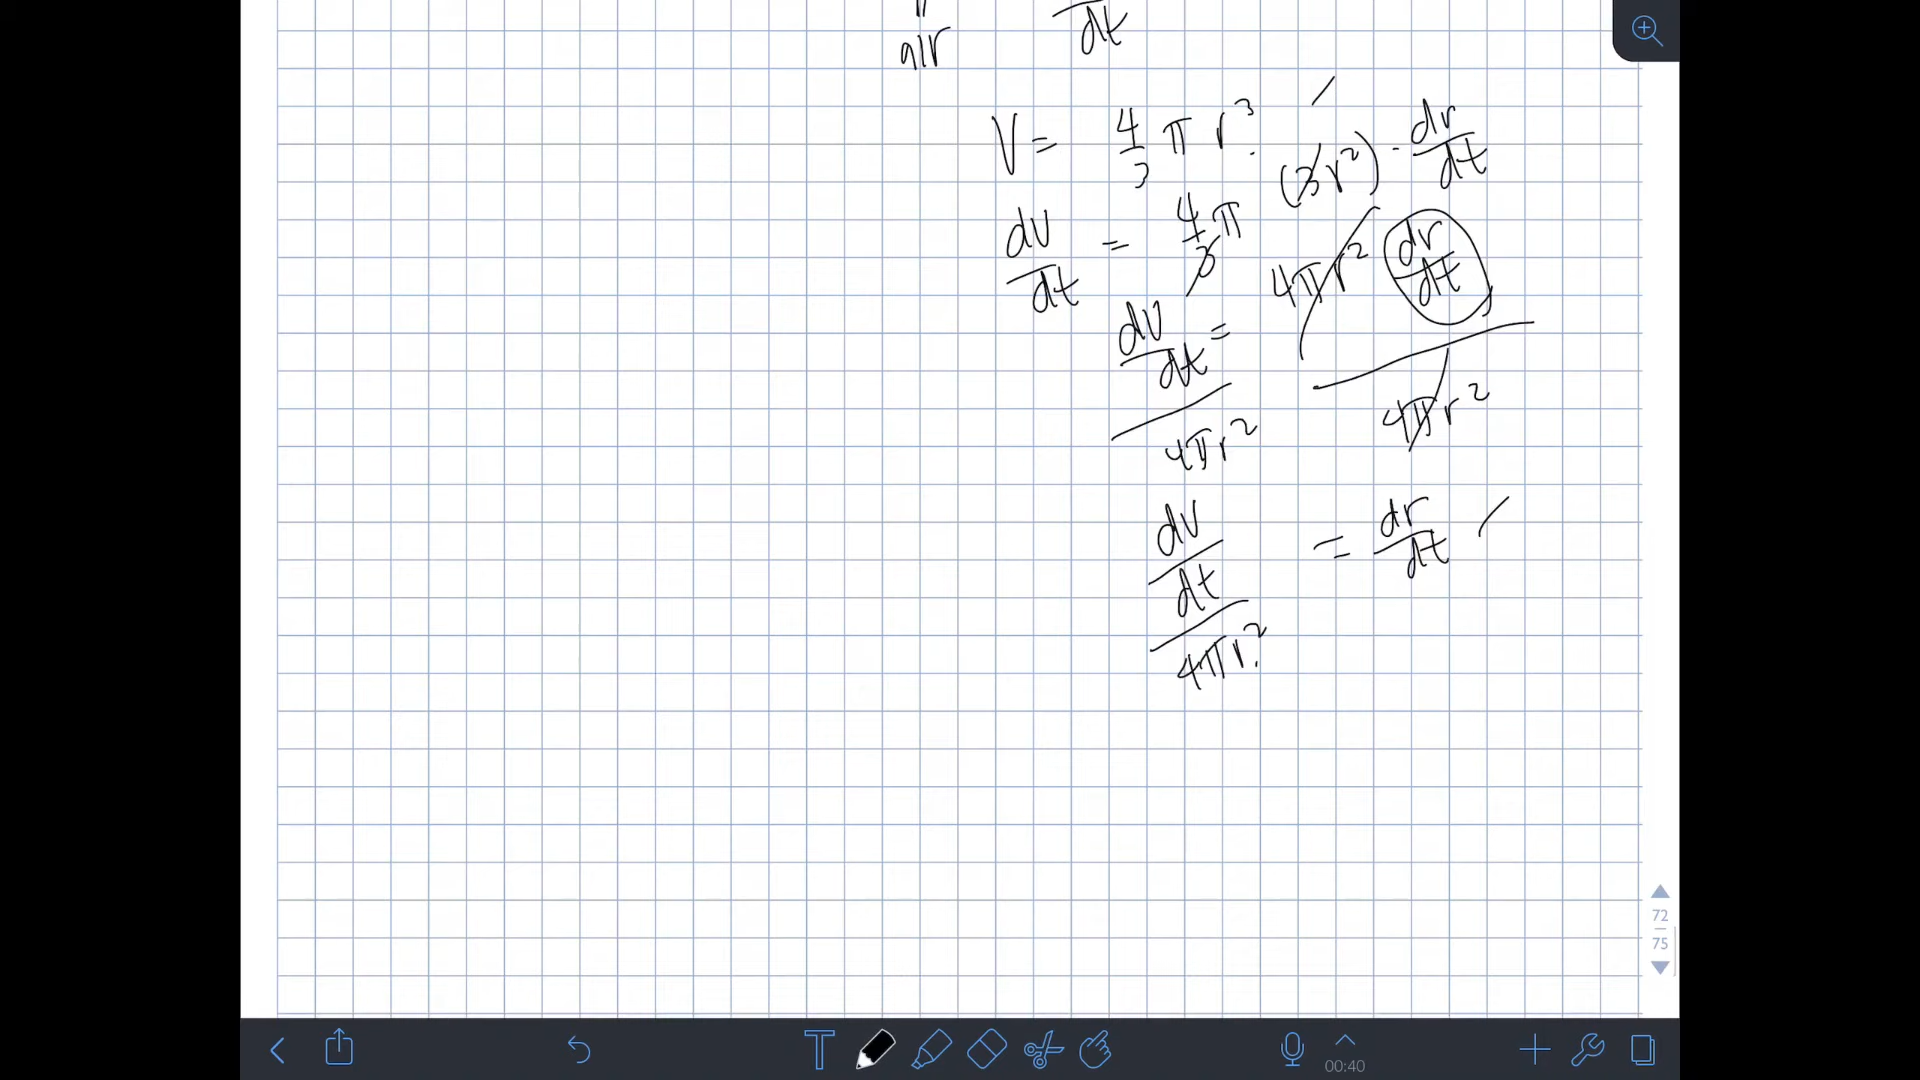 air dt
V = 4/3 π r³
dV/dt = 4/3 π (3r²) · dr/dt
dV/dt / 4πr² = 4πr² dr/dt / 4πr²
dV/dt / 4πr² = dr/dt
72
75
00:40